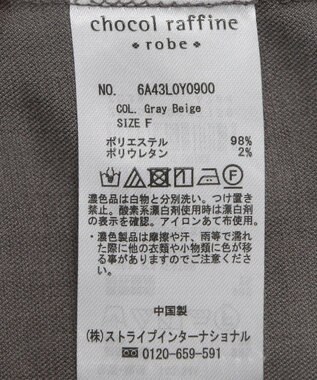 chocol raffine
robe
NO. 6A43L0Y0900
COL. Gray Beige
SIZE F
ポリエステル 98%
ポリウレタン 2%
濃色品は白物と分別洗い。つけ置き
禁止。酸素系漂白剤使用は漂白剤
の表示を確認。アイロンあて布使用。
・濃色製品は摩擦や汗、雨等で濡れ
た際に他の衣類や小物類に色が移
る事がありますのでご注意下さい。
中国製
(株)ストライプインターナショナル
0120-659-591